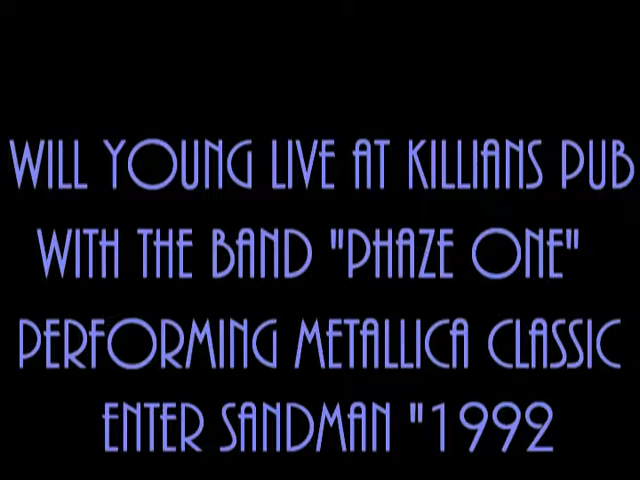 WILL YOUNG LIVE AT KILLIANS PUB
WITH THE BAND "PHAZE ONE"
PERFORMING METALLICA CLASSIC
ENTER SANDMAN "1992